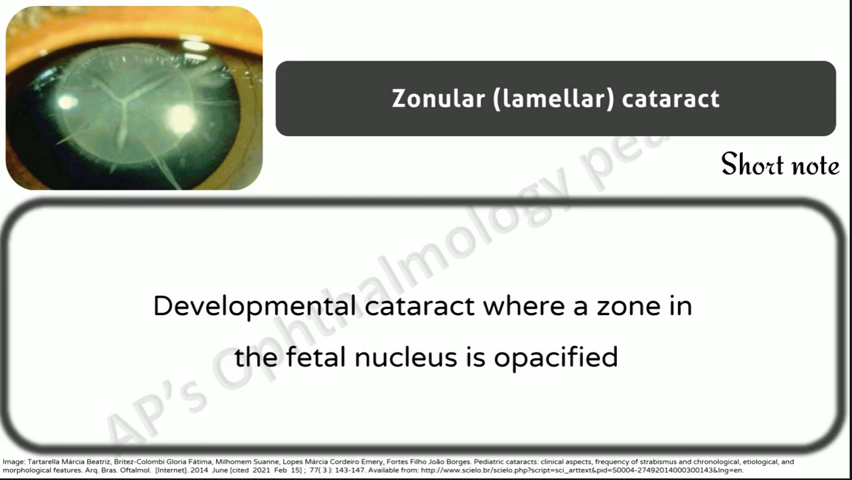 Zonular (lamellar) cataract
Short note
Developmental cataract where a zone in
the fetal nucleus is opacified
AP's Ophthalmology pea
Image: Tartarella Márcia Beatriz, Britez-Colombi Gloria Fátima, Milhomem Suanne, Lopes Márcia Cordeiro Emery, Fortes Filho João Borges. Pediatric cataracts: clinical aspects, frequency of strabismus and chronological, etiological, and
morphological features. Arq. Bras. Oftalmol. [Internet]. 2014 June [cited 2021 Feb 15] ; 77( 3 ): 143-147. Available from: http://www.scielo.br/scielo.php?script=sci_arttext&pid=S0004-27492014000300143&lng=en.